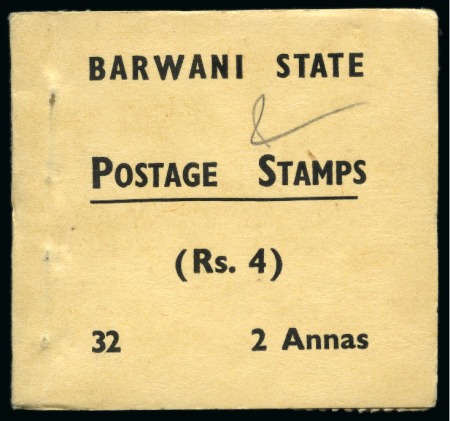 BARWANI STATE
POSTAGE STAMPS
(Rs. 4)
32 2 Annas